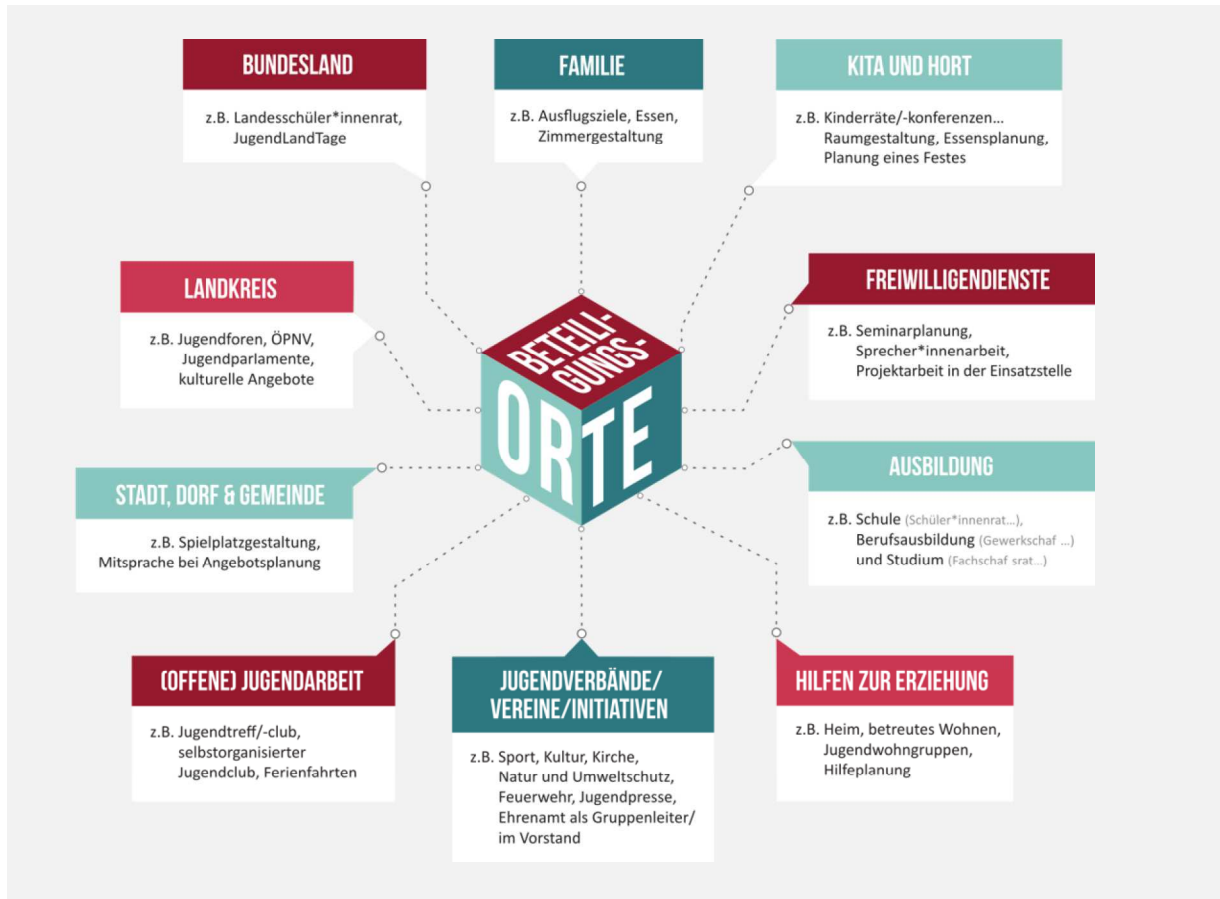 BUNDESLAND
z.B. Landesschüler*innenrat,
JugendLandTage
FAMILIE
z.B. Ausflugsziele, Essen,
Zimmergestaltung
KITA UND HORT
z.B. Kinderräte/-konferenzen...
Raumgestaltung, Essensplanung,
Planung eines Festes
LANDKREIS
z.B. Jugendforen, ÖPNV,
Jugendparlamente,
kulturelle Angebote
BETEILI-
GUNGS-
ORTE
FREIWILLIGENDIENSTE
z.B. Seminarplanung,
Sprecher*innenarbeit,
Projektarbeit in der Einsatzstelle
STADT, DORF & GEMEINDE
z.B. Spielplatzgestaltung,
Mitsprache bei Angebotsplanung
AUSBILDUNG
z.B. Schule (Schüler*innenrat...),
Berufsausbildung (Gewerkschaf ...)
und Studium (Fachschaf srat...)
(OFFENE) JUGENDARBEIT
z.B. Jugendtreff/-club,
selbstorganisierter
Jugendclub, Ferienfahrten
JUGENDVERBÄNDE/
VEREINE/INITIATIVEN
z.B. Sport, Kultur, Kirche,
Natur und Umweltschutz,
Feuerwehr, Jugendpresse,
Ehrenamt als Gruppenleiter/
im Vorstand
HILFEN ZUR ERZIEHUNG
z.B. Heim, betreutes Wohnen,
Jugendwohngruppen,
Hilfeplanung